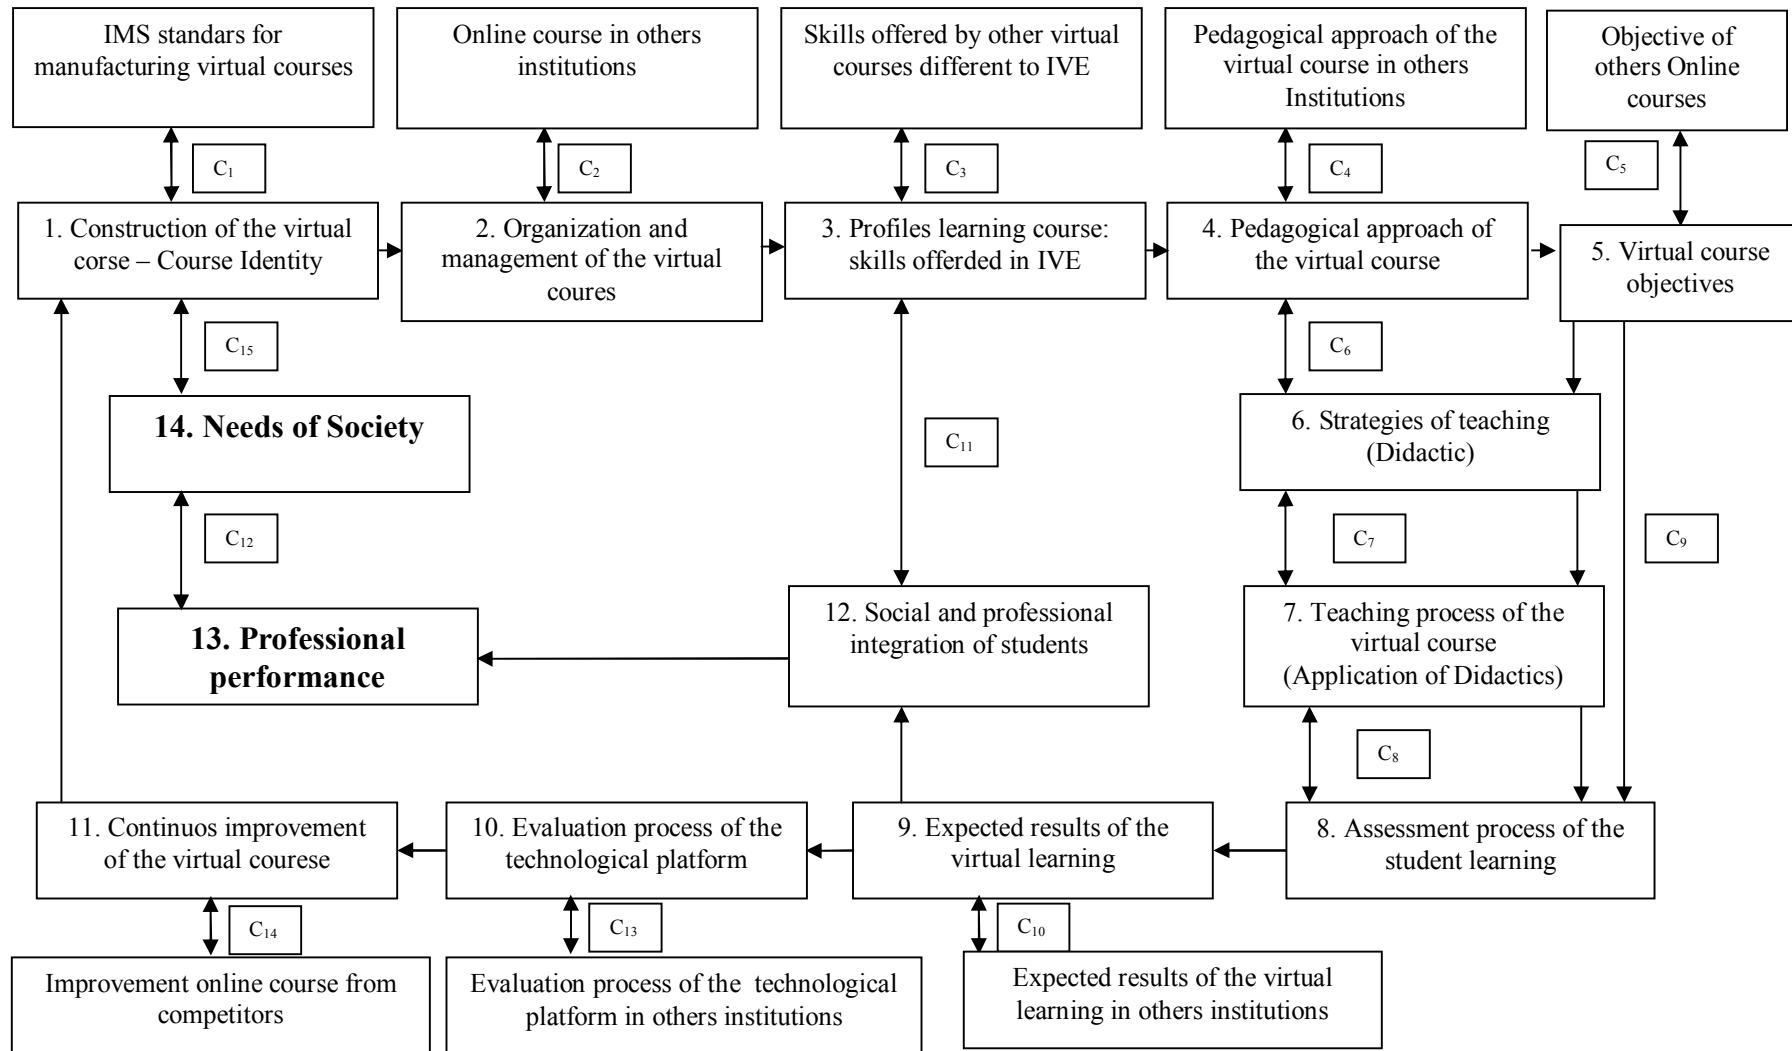 IMS standars for
manufacturing virtual courses
Online course in others
institutions
Skills offered by other virtual
courses different to IVE
Pedagogical approach of the
virtual course in others
Institutions
Objective of
others Online
courses
C1
C2
C3
C4
C5
1. Construction of the virtual
corse – Course Identity
2. Organization and
management of the virtual
coures
3. Profiles learning course:
skills offerded in IVE
4. Pedagogical approach of
the virtual course
5. Virtual course
objectives
C15
C6
14. Needs of Society
C11
6. Strategies of teaching
(Didactic)
C12
C7
C9
13. Professional
performance
12. Social and professional
integration of students
7. Teaching process of the
virtual course
(Application of Didactics)
C8
11. Continuos improvement
of the virtual courese
10. Evaluation process of the
technological platform
9. Expected results of the
virtual learning
8. Assessment process of the
student learning
C14
C13
C10
Improvement online course from
competitors
Evaluation process of the technological
platform in others institutions
Expected results of the virtual
learning in others institutions